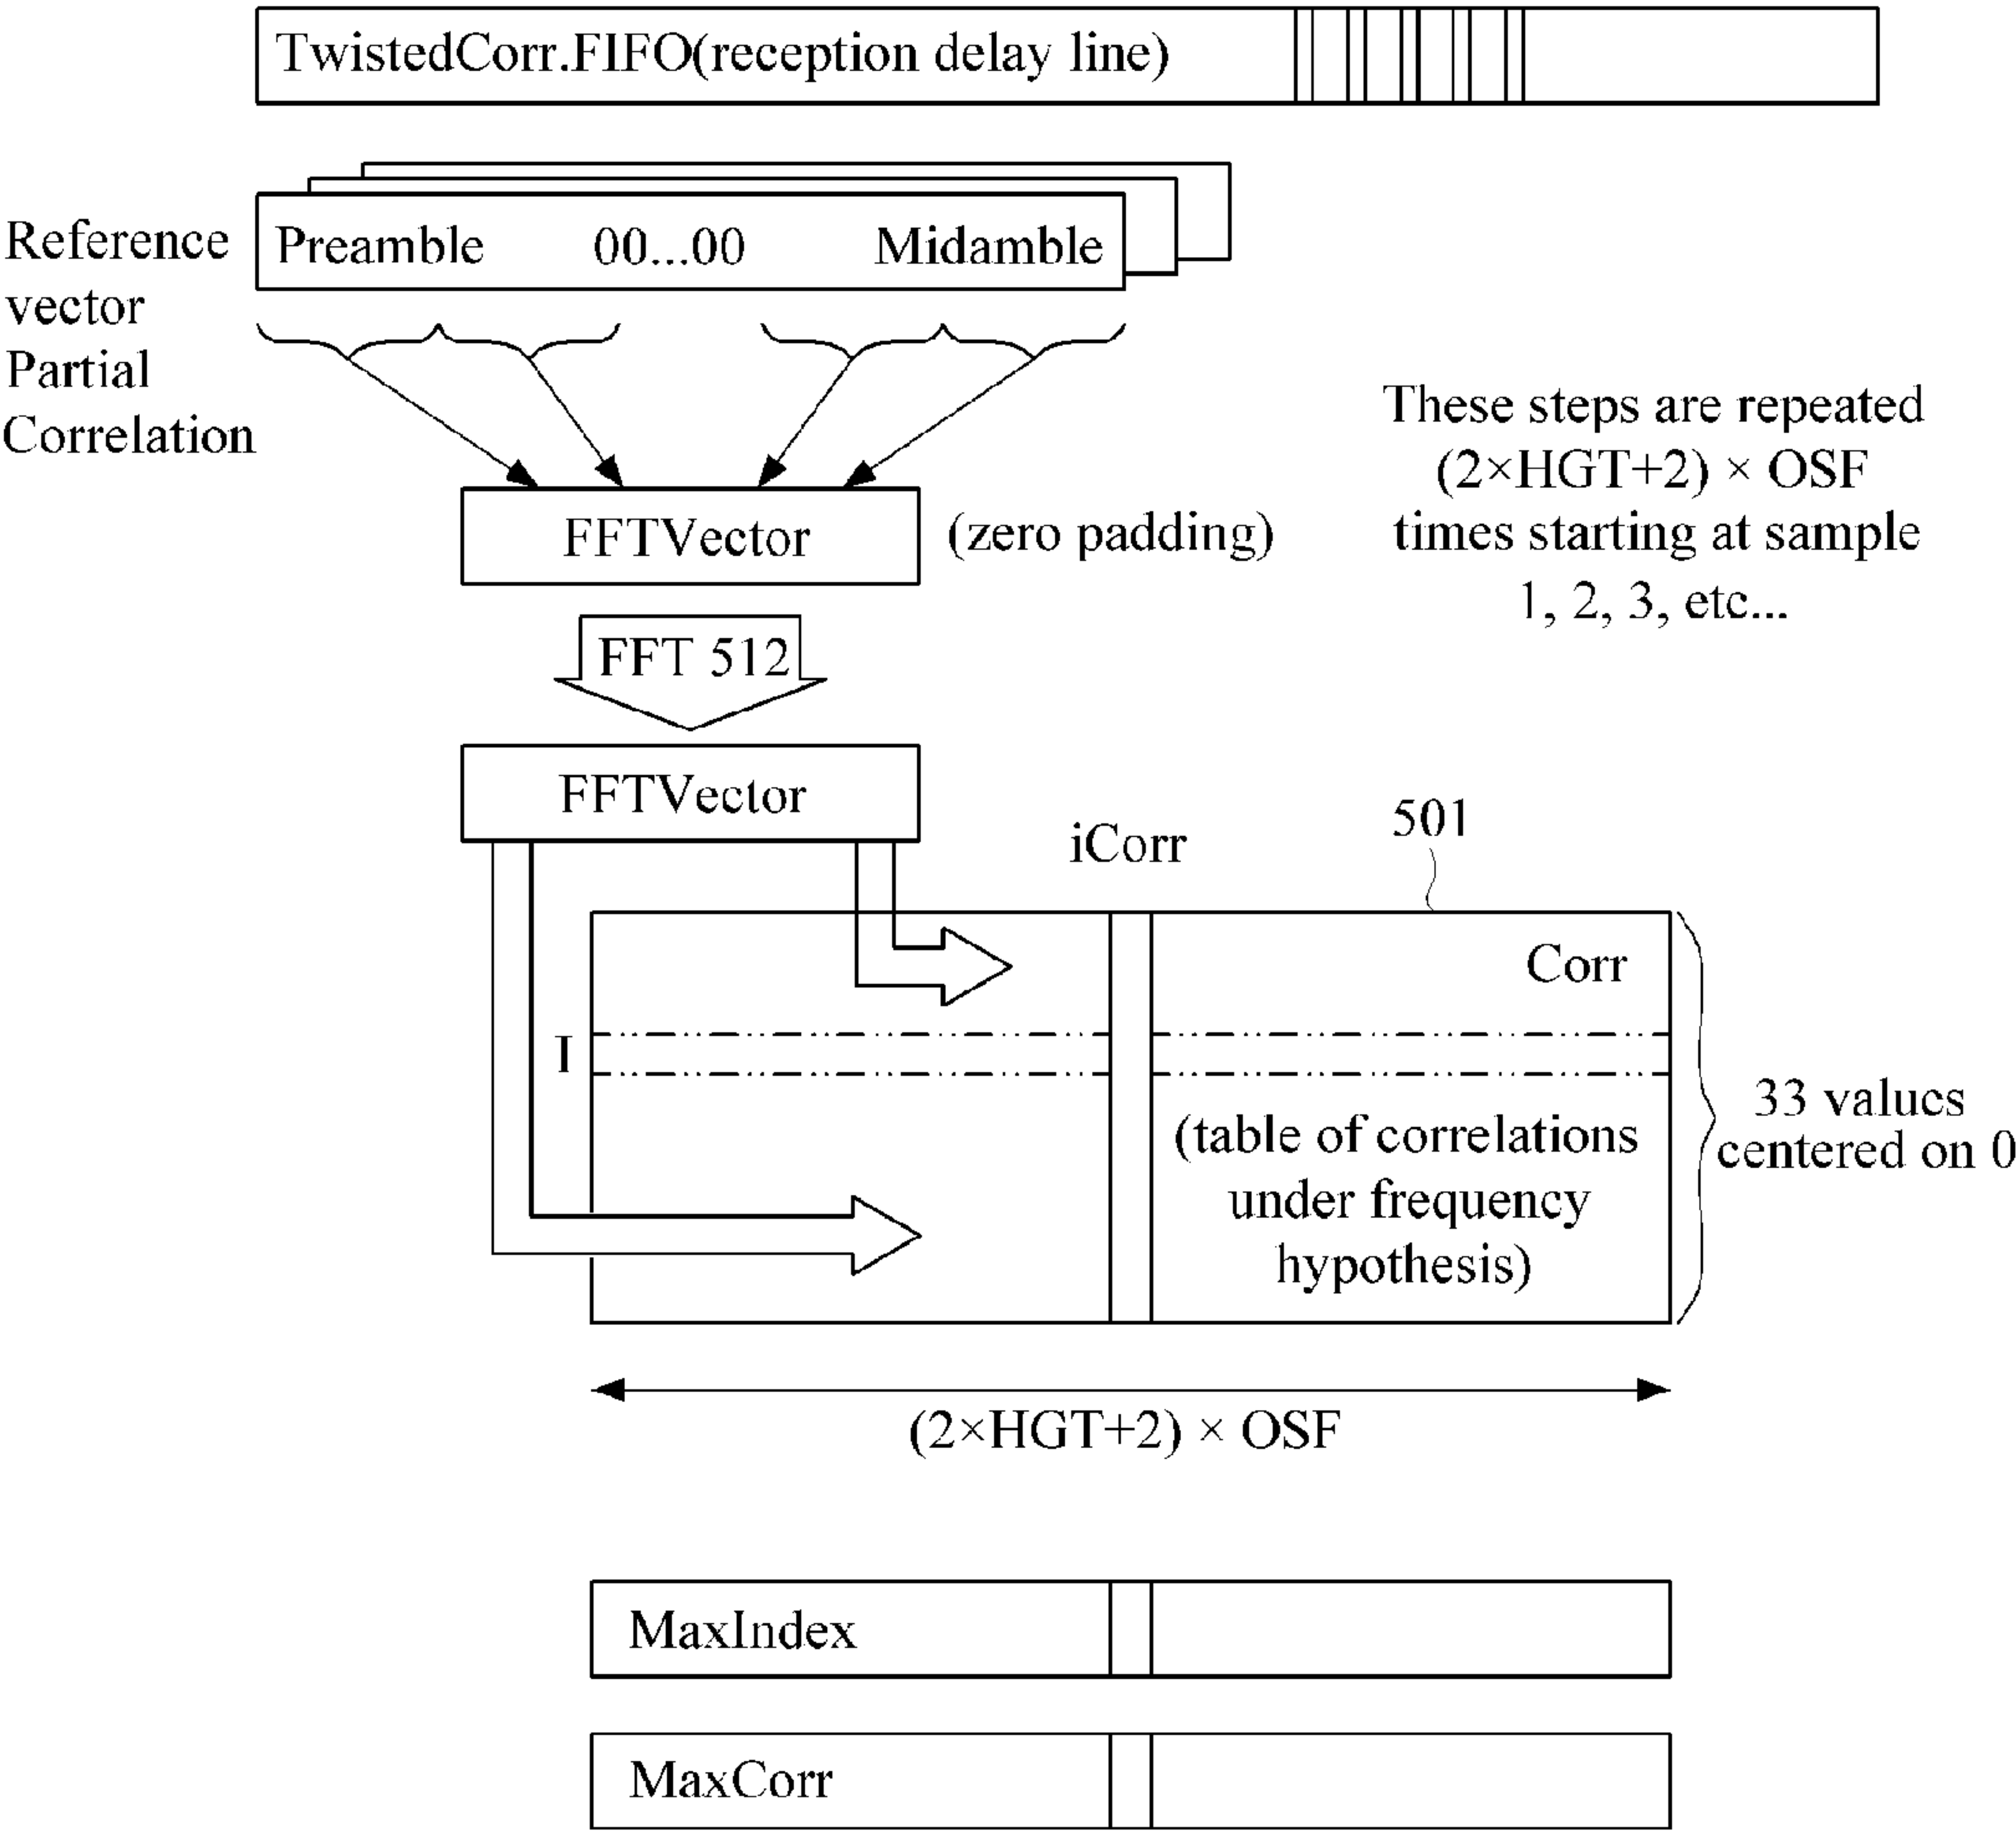 TwistedCorr.FIFO(reception delay line)
Reference
vector
Partial
Correlation
Preamble 00...00 Midamble
These steps are repeated
(2×HGT+2) × OSF
times starting at sample
1, 2, 3, etc...
FFTVector
(zero padding)
FFT 512
FFTVector
iCorr
501
Corr
I
(table of correlations
under frequency
hypothesis)
33 valucs
centered on 0
(2×HGT+2) × OSF
MaxIndex
MaxCorr